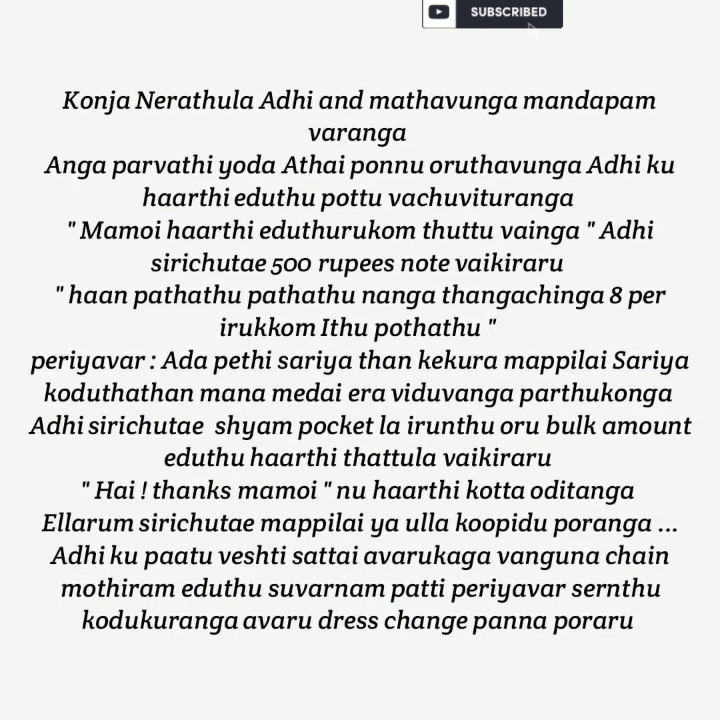 SUBSCRIBED
Konja Nerathula Adhi and mathavunga mandapam
varanga
Anga parvathi yoda Athai ponnu oruthavunga Adhi ku
haarthi eduthu pottu vachuvituranga
" Mamoi haarthi eduthurukom thuttu vainga " Adhi
sirichutae 500 rupees note vaikiraru
" haan pathathu pathathu nanga thangachinga 8 per
irukkom Ithu pothathu "
periyavar : Ada pethi sariya than kekura mappilai Sariya
koduthathan mana medai era viduvanga parthukonga
Adhi sirichutae shyam pocket la irunthu oru bulk amount
eduthu haarthi thattula vaikiraru
" Hai ! thanks mamoi " nu haarthi kotta oditanga
Ellarum sirichutae mappilai ya ulla koopidu poranga ...
Adhi ku paatu veshti sattai avarukaga vanguna chain
mothiram eduthu suvarnam patti periyavar sernthu
kodukuranga avaru dress change panna poraru